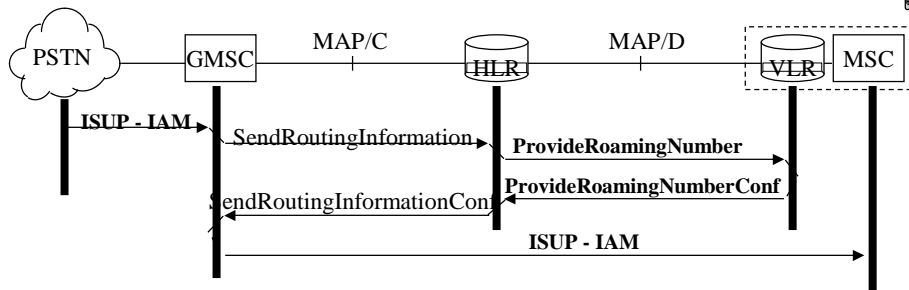 MAP/C MAP/D
PSTN GMSC HLR VLR MSC
ISUP - IAM
SendRoutingInformation
ProvideRoamingNumber
ProvideRoamingNumberConf
SendRoutingInformationConf
ISUP - IAM